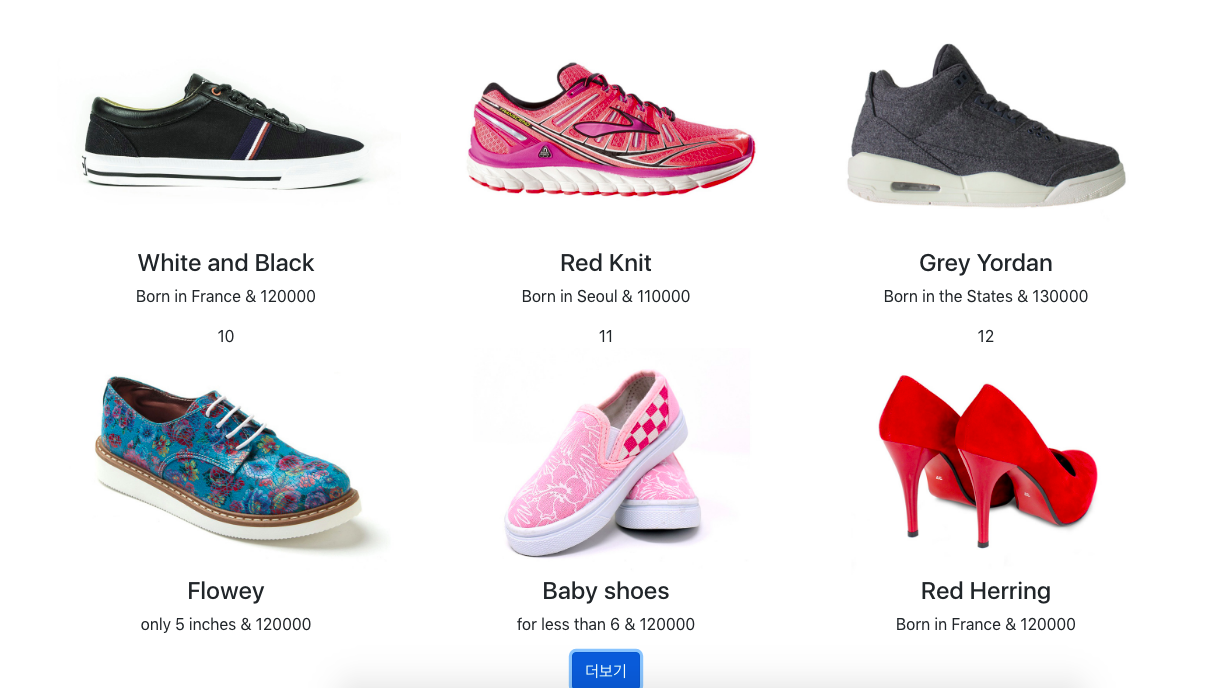 White and Black
Red Knit
Grey Yordan
Born in France & 120000
Born in Seoul & 110000
Born in the States & 130000
10
11
12
Flowey
Baby shoes
Red Herring
only 5 inches & 120000
for less than 6 & 120000
Born in France & 120000
더보기